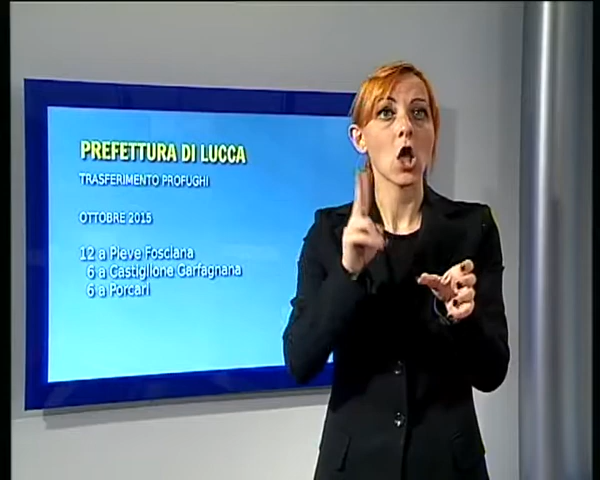 PREFETTURA DI LUCCA
TRASFERIMENTO PROFUGHI
OTTOBRE 2015
12 a Pieve Fosciana
6 a Castiglione Garfagnana
6 a Porcari